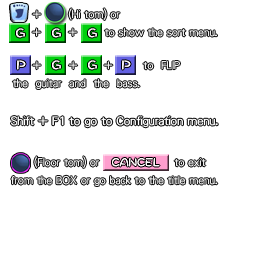 + (Hi tom) or
G + G + G to show the sort menu.
P + G + G + P to FLIP
the guitar and the bass.
Shift + F1 to go to Configuration menu.
(Floor tom) or CANCEL to exit
from the BOX or go back to the title menu.